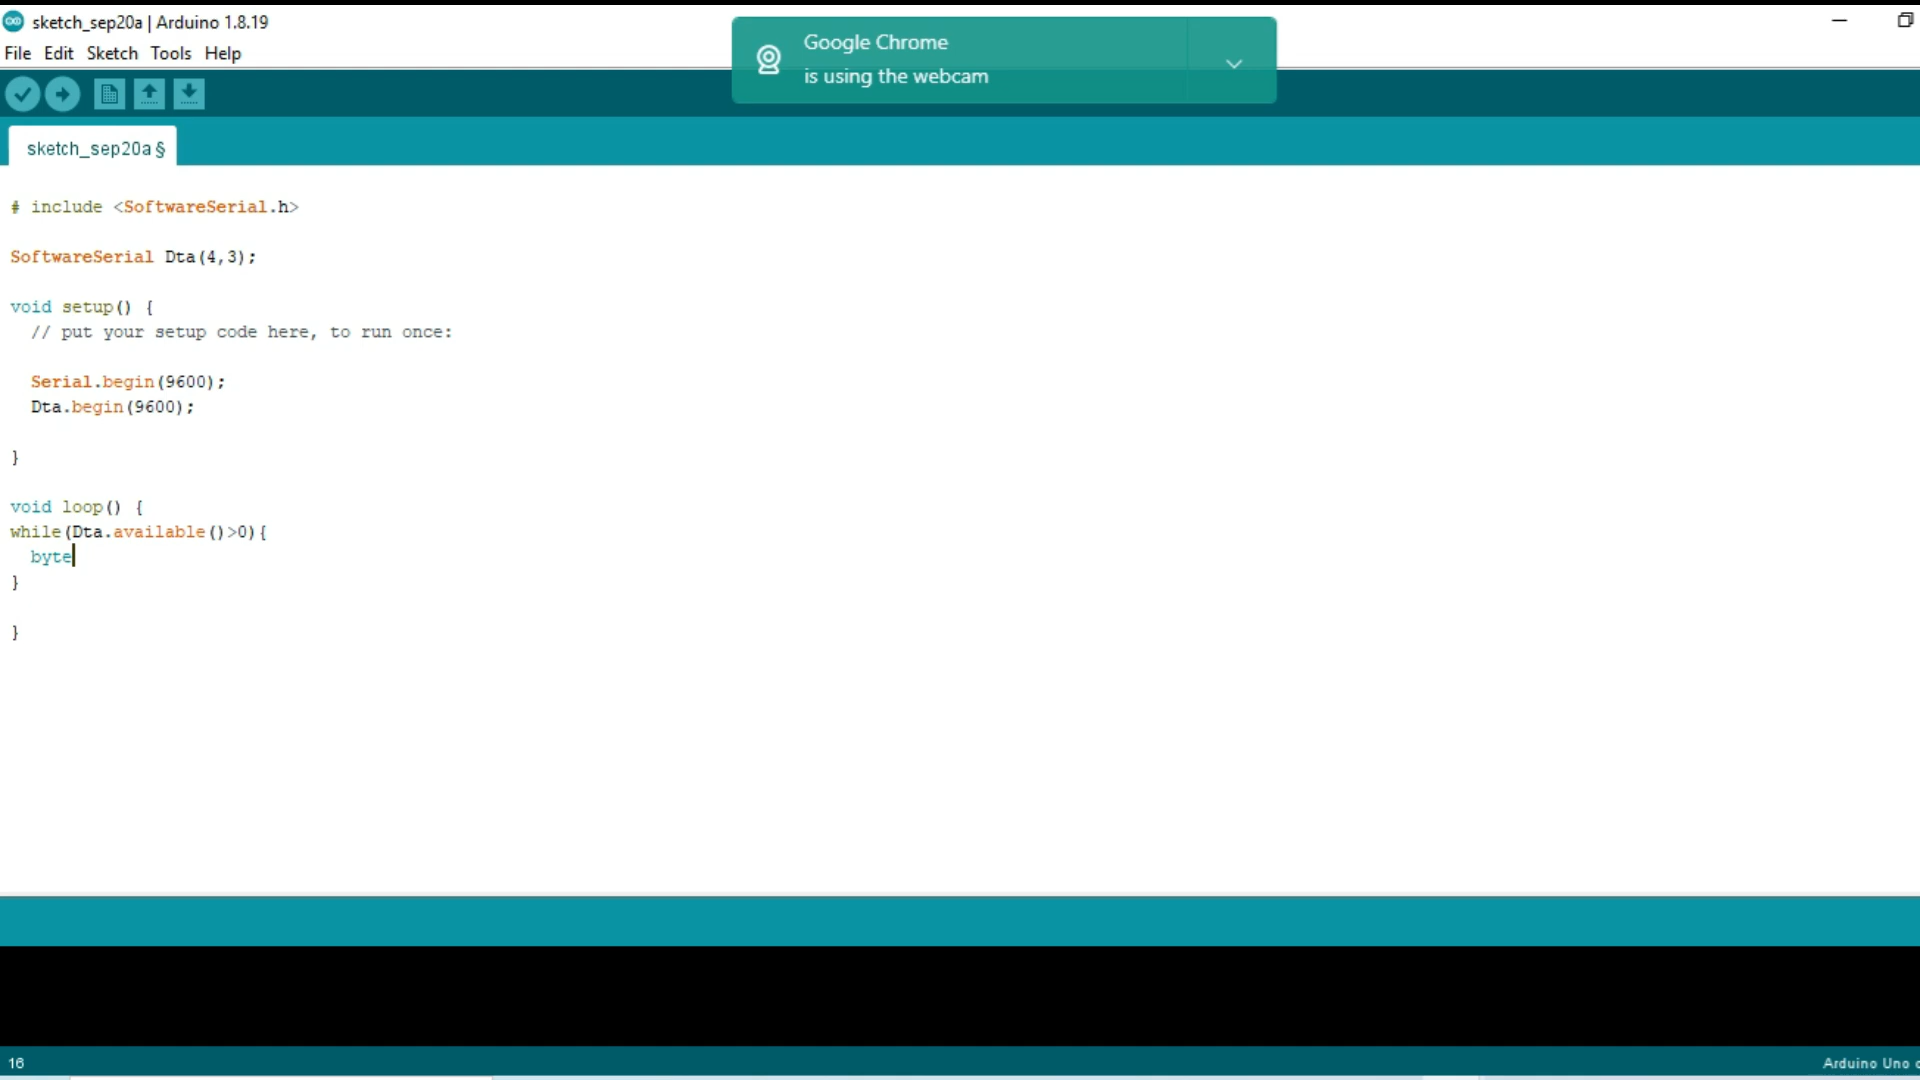 sketch_sep20a | Arduino 1.8.19
File Edit Sketch Tools Help
Google Chrome
is using the webcam
sketch_sep20a §
# include <SoftwareSerial.h>
SoftwareSerial Dta(4,3);
void setup() {
// put your setup code here, to run once:
Serial.begin(9600);
Dta.begin(9600);
}
void loop() {
while(Dta.available()>0){
byte
}
}
16
Arduino Uno